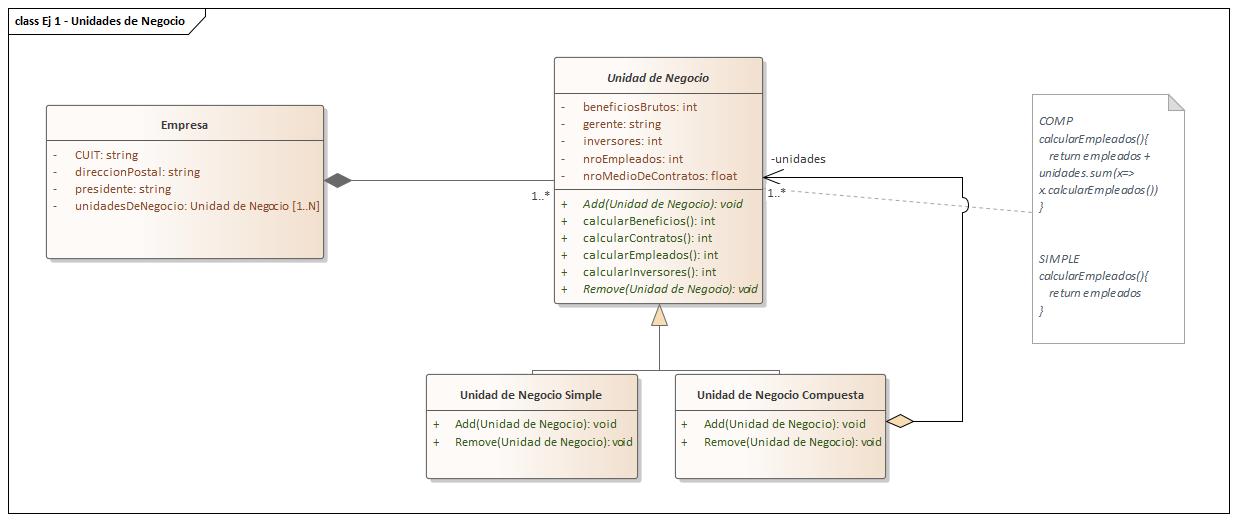 class Ej 1 - Unidades de Negocio
Empresa
- CUIT: string
- direccionPostal: string
- presidente: string
- unidadesDeNegocio: Unidad de Negocio [1..N]
1..*
Unidad de Negocio
- beneficiosBrutos: int
- gerente: string
- inversores: int
- nroEmpleados: int
- nroMedioDeContratos: float
+ Add(Unidad de Negocio): void
+ calcularBeneficios(): int
+ calcularContratos(): int
+ calcularEmpleados(): int
+ calcularInversores(): int
+ Remove(Unidad de Negocio): void
-unidades
1..*
COMP
calcularEmpleados(){
return empleados +
unidades.sum(x=>
x.calcularEmpleados())
}
SIMPLE
calcularEmpleados(){
return empleados
}
Unidad de Negocio Simple
+ Add(Unidad de Negocio): void
+ Remove(Unidad de Negocio): void
Unidad de Negocio Compuesta
+ Add(Unidad de Negocio): void
+ Remove(Unidad de Negocio): void